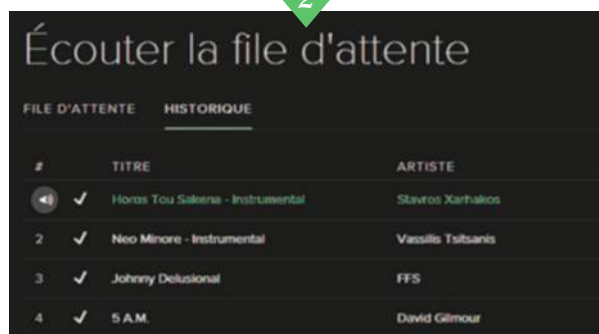 2
Écouter la file d'attente
FILE D'ATTENTE HISTORIQUE
# TITRE ARTISTE
Horos Tou Sakena - Instrumental Stavros Xarhakos
2 Neo Minore - Instrumental Vassilis Tsitsanis
3 Johnny Delusional FFS
4 5 A.M. David Gilmour